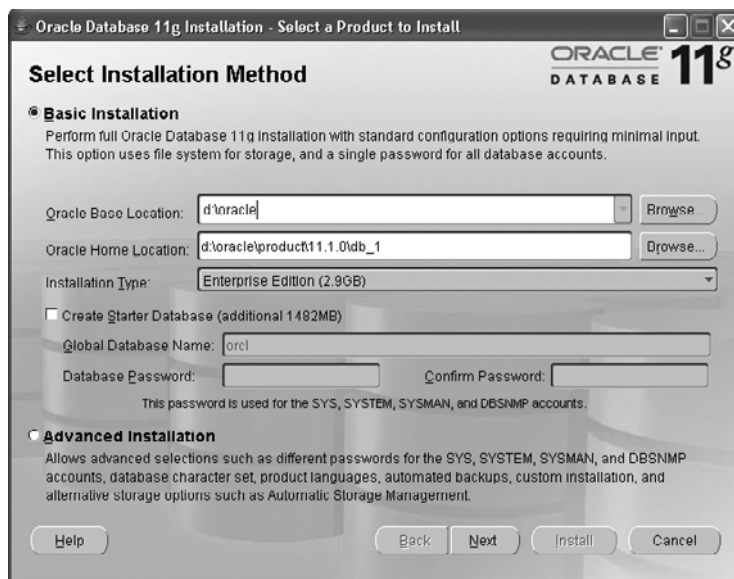 Oracle Database 11g Installation - Select a Product to Install
Select Installation Method
ORACLE 11g
DATABASE
Basic Installation
Perform full Oracle Database 11g Installation with standard configuration options requiring minimal input.
This option uses file system for storage, and a single password for all database accounts.
Oracle Base Location: d:\oracle Browse...
Oracle Home Location: d:\oracle\product\11.1.0\db_1 Browse...
Installation Type: Enterprise Edition (2.9GB)
Create Starter Database (additional 1482MB)
Global Database Name: orcl
Database Password: Confirm Password:
This password is used for the SYS, SYSTEM, SYSMAN, and DBSNMP accounts.
Advanced Installation
Allows advanced selections such as different passwords for the SYS, SYSTEM, SYSMAN, and DBSNMP
accounts, database character set, product languages, automated backups, custom installation, and
alternative storage options such as Automatic Storage Management.
Help Back Next Install Cancel